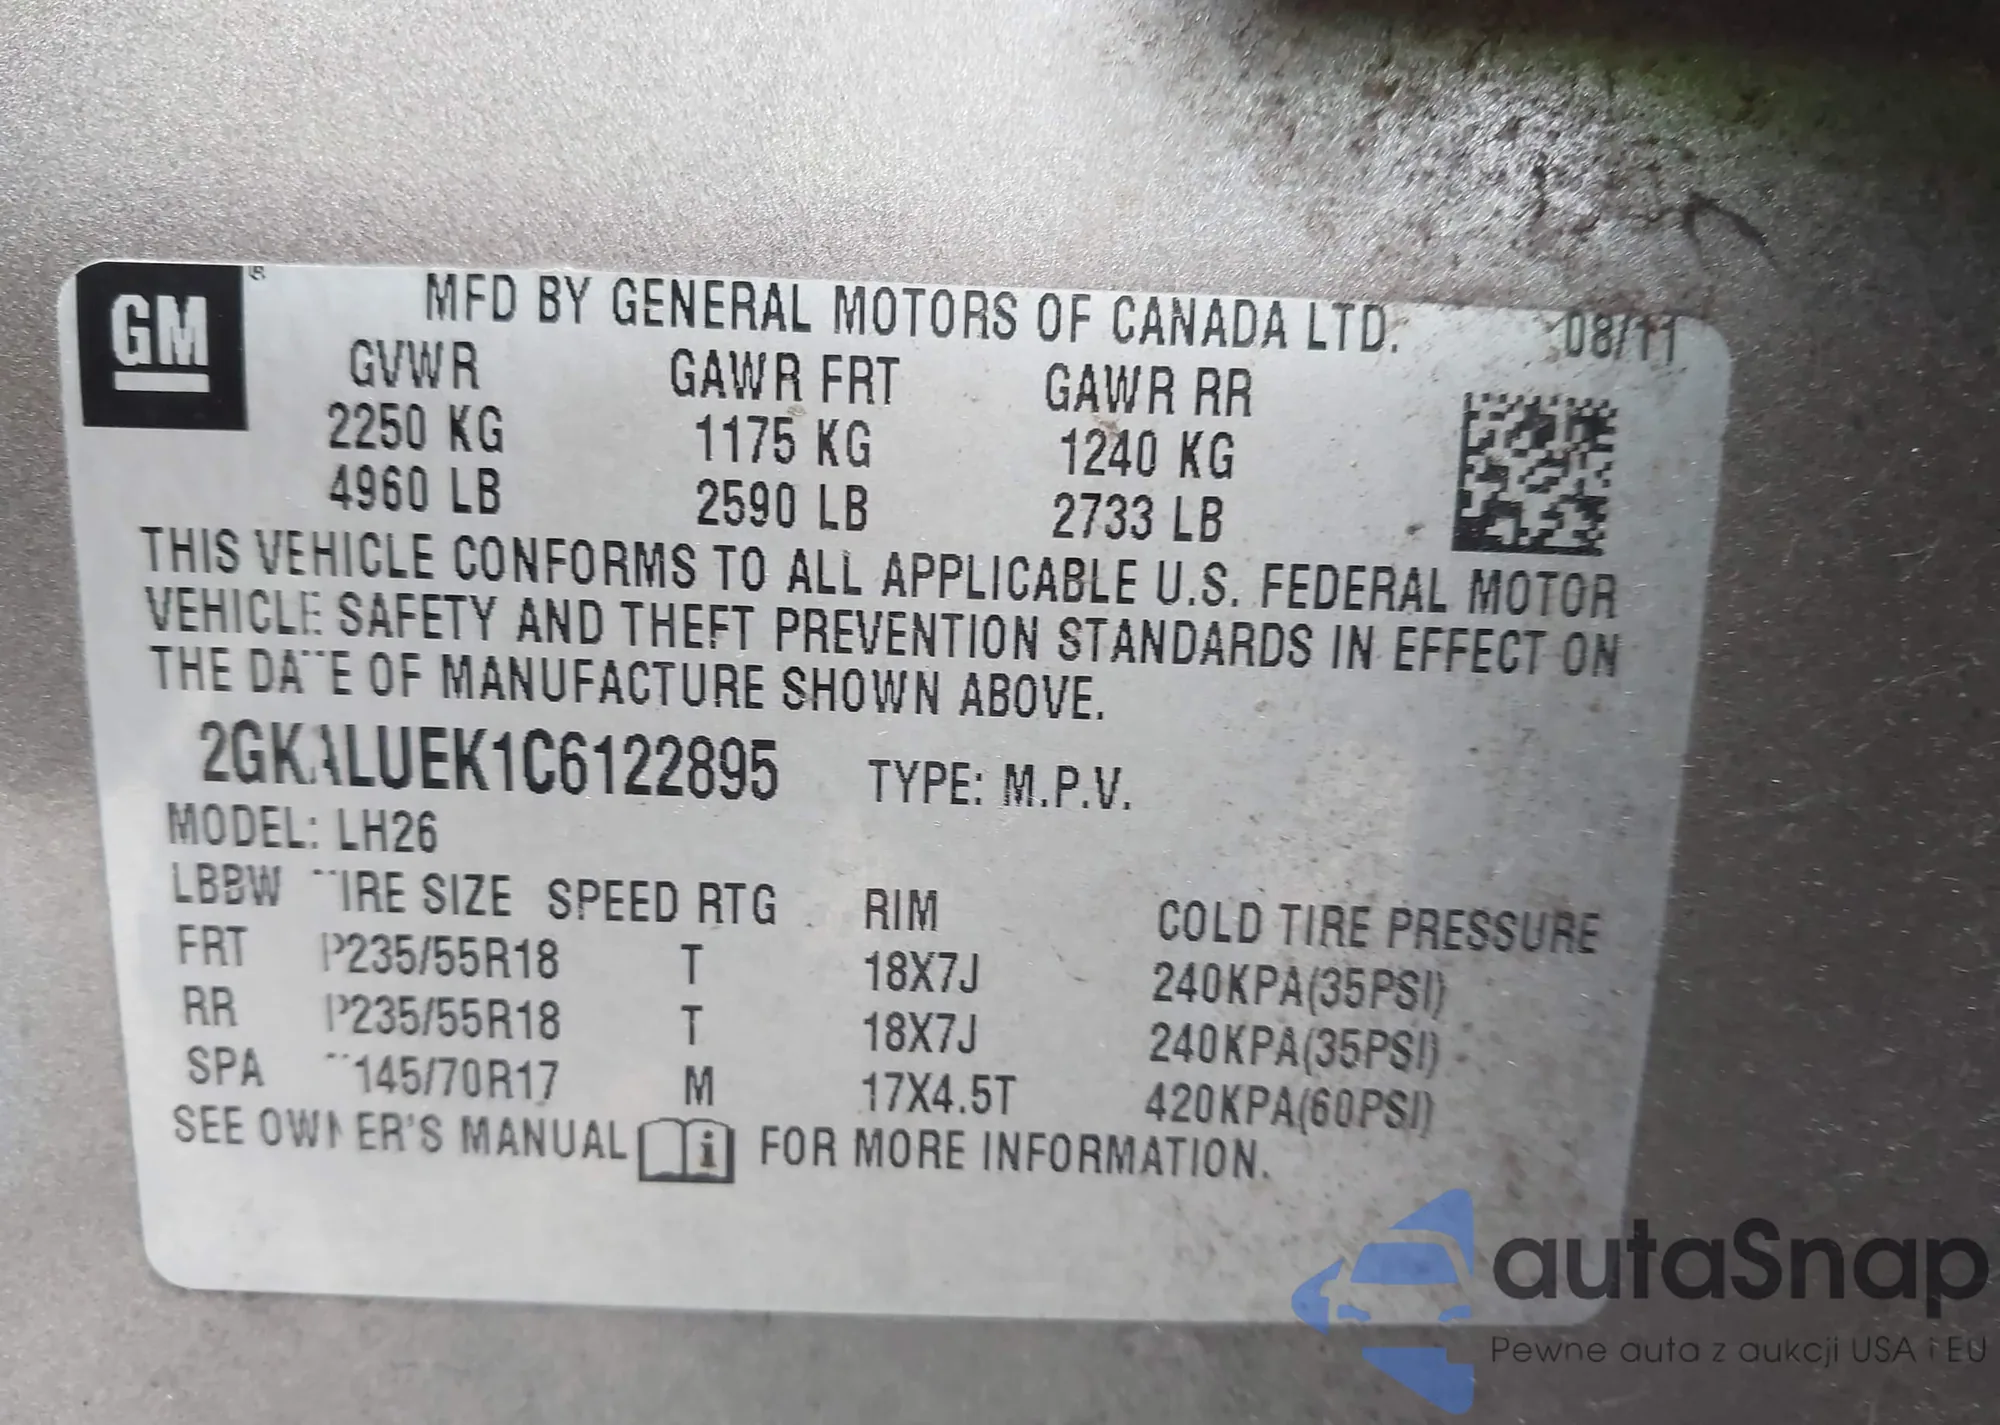 GM ®
MFD BY GENERAL MOTORS OF CANADA LTD. 08/11
GVWR GAWR FRT GAWR RR
2250 KG 1175 KG 1240 KG
4960 LB 2590 LB 2733 LB
THIS VEHICLE CONFORMS TO ALL APPLICABLE U.S. FEDERAL MOTOR
VEHICLE SAFETY AND THEFT PREVENTION STANDARDS IN EFFECT ON
THE DATE OF MANUFACTURE SHOWN ABOVE.
2GKALUEK1C6122895 TYPE: M.P.V.
MODEL: LH26
LBBW TIRE SIZE SPEED RTG RIM COLD TIRE PRESSURE
FRT P235/55R18 T 18X7J 240KPA(35PSI)
RR P235/55R18 T 18X7J 240KPA(35PSI)
SPA T145/70R17 M 17X4.5T 420KPA(60PSI)
SEE OWNER'S MANUAL i FOR MORE INFORMATION.
autaSnap
Pewne auta z aukcji USA i EU